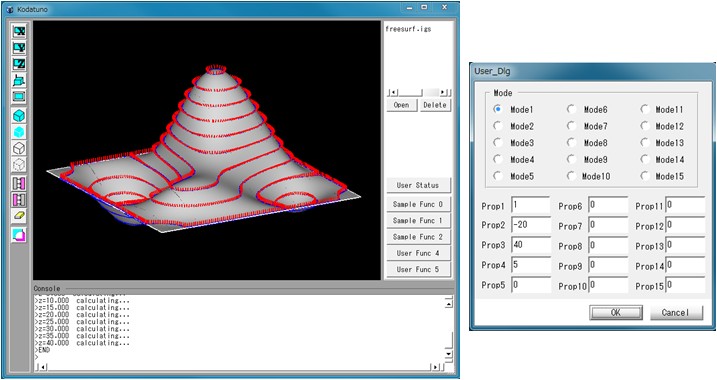 Kodatuno
freesurf.igs
Open Delete
User Status
Sample Func 0
Sample Func 1
Sample Func 2
User Func 4
User Func 5
Console
>z=10.000 calculating...
>z=15.000 calculating...
>z=20.000 calculating...
>z=25.000 calculating...
>z=30.000 calculating...
>z=35.000 calculating...
>z=40.000 calculating...
>END
>
User_Dlg
Mode
Mode1 Mode6 Mode11
Mode2 Mode7 Mode12
Mode3 Mode8 Mode13
Mode4 Mode9 Mode14
Mode5 Mode10 Mode15
Prop1 1 Prop6 0 Prop11 0
Prop2 -20 Prop7 0 Prop12 0
Prop3 40 Prop8 0 Prop13 0
Prop4 5 Prop9 0 Prop14 0
Prop5 0 Prop10 0 Prop15 0
OK Cancel